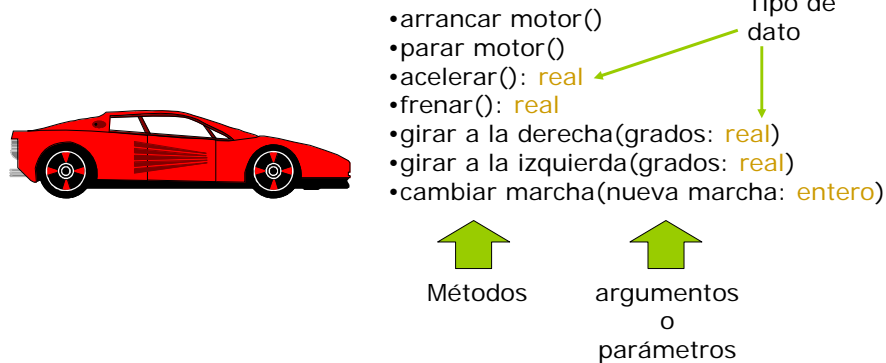 Tipo de
dato
•arrancar motor()
•parar motor()
•acelerar(): real
•frenar(): real
•girar a la derecha(grados: real)
•girar a la izquierda(grados: real)
•cambiar marcha(nueva marcha: entero)
Métodos
argumentos
o
parámetros